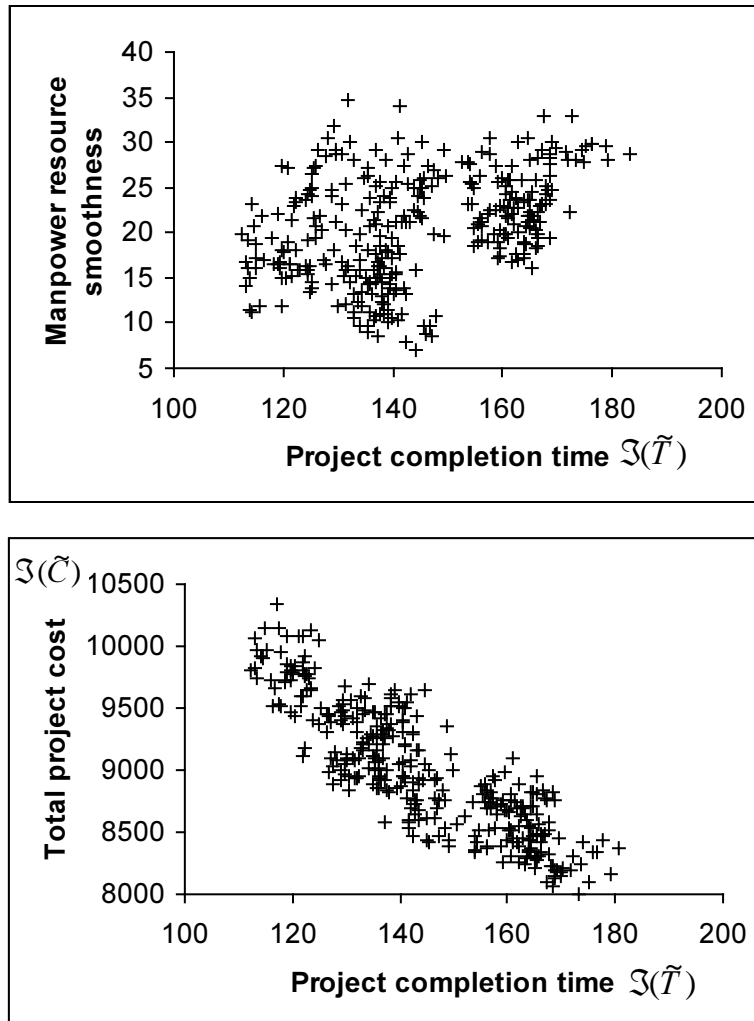 40
35
30
25
20
15
10
5
Manpower resource
smoothness
100 120 140 160 180 200
Project completion time ℑ(T̃)
ℑ(C̃)
10500
10000
9500
9000
8500
8000
Total project cost
100 120 140 160 180 200
Project completion time ℑ(T̃)